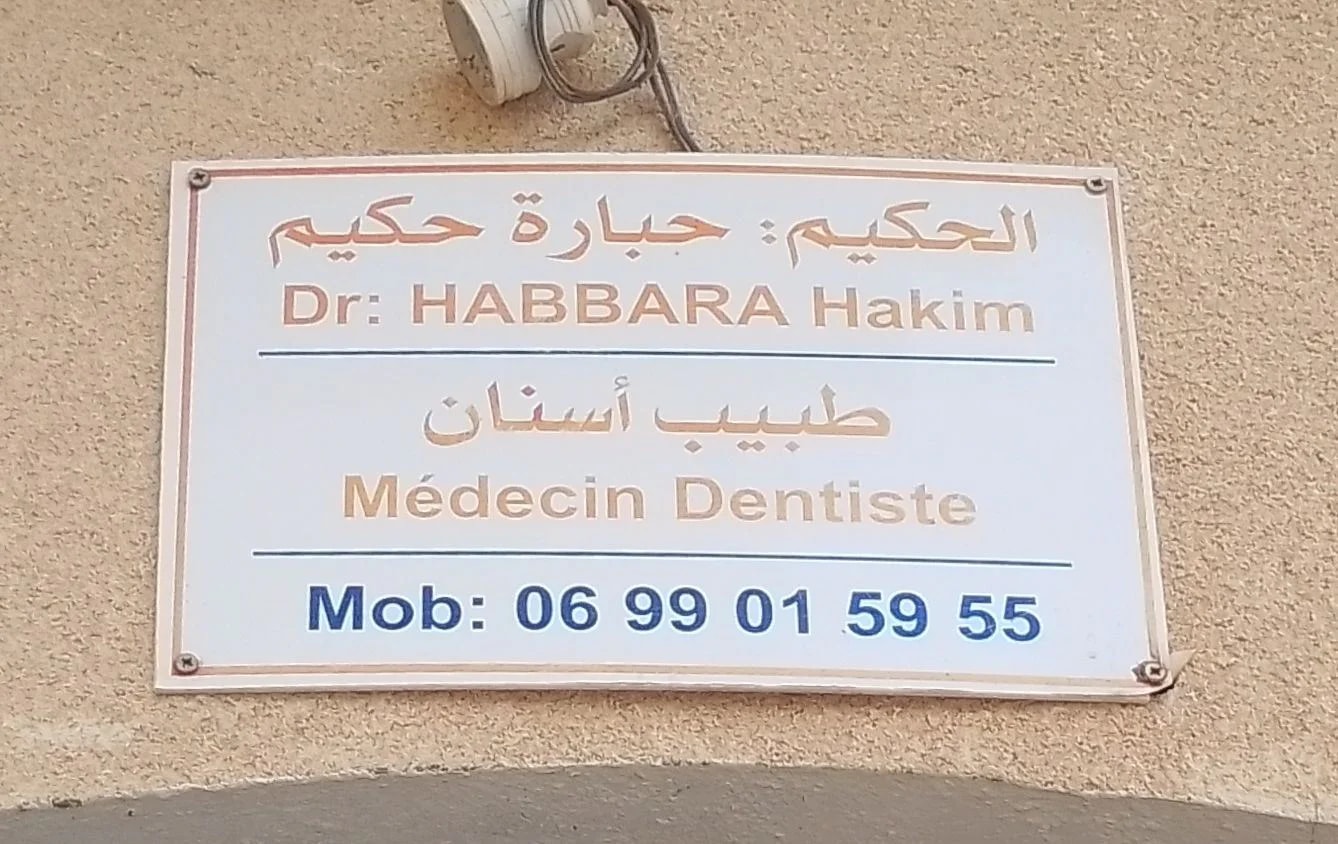 الحكيم: حبارة حكيم
Dr: HABBARA Hakim
طبيب أسنان
Médecin Dentiste
Mob: 06 99 01 59 55